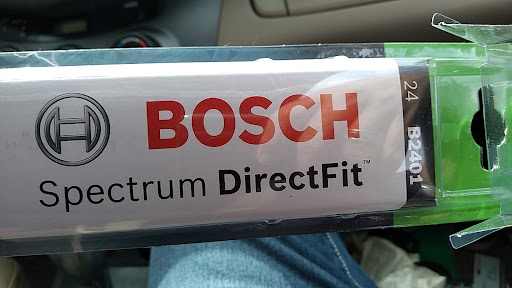 BOSCH
Spectrum DirectFit™
24 B2401